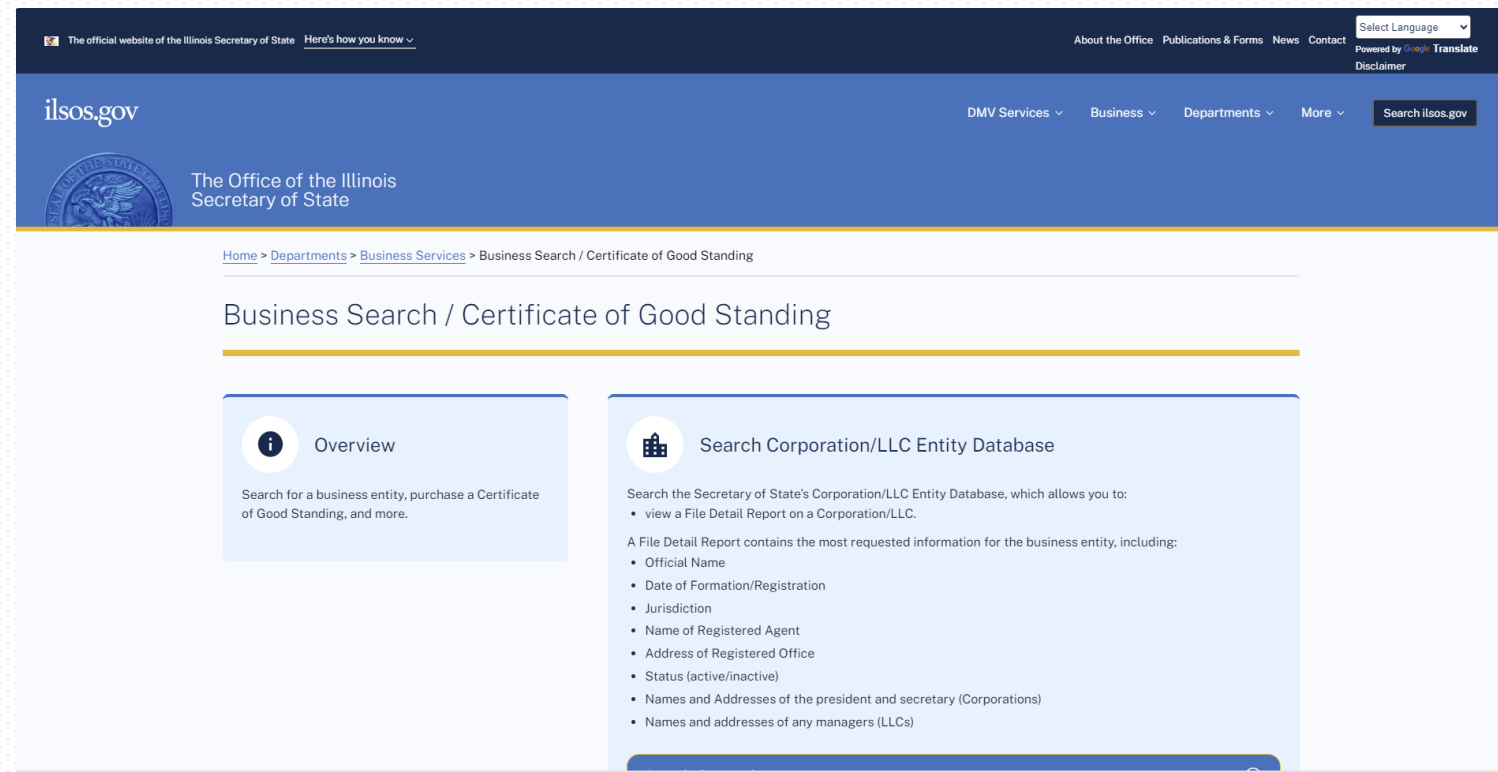 The official website of the Illinois Secretary of State Here's how you know
About the Office Publications & Forms News Contact
Select Language
Powered by Google Translate
Disclaimer
ilsos.gov
DMV Services Business Departments More Search ilsos.gov
The Office of the Illinois
Secretary of State
Home > Departments > Business Services > Business Search / Certificate of Good Standing
Business Search / Certificate of Good Standing
Overview
Search for a business entity, purchase a Certificate
of Good Standing, and more.
Search Corporation/LLC Entity Database
Search the Secretary of State's Corporation/LLC Entity Database, which allows you to:
• view a File Detail Report on a Corporation/LLC.
A File Detail Report contains the most requested information for the business entity, including:
• Official Name
• Date of Formation/Registration
• Jurisdiction
• Name of Registered Agent
• Address of Registered Office
• Status (active/inactive)
• Names and Addresses of the president and secretary (Corporations)
• Names and addresses of any managers (LLCs)